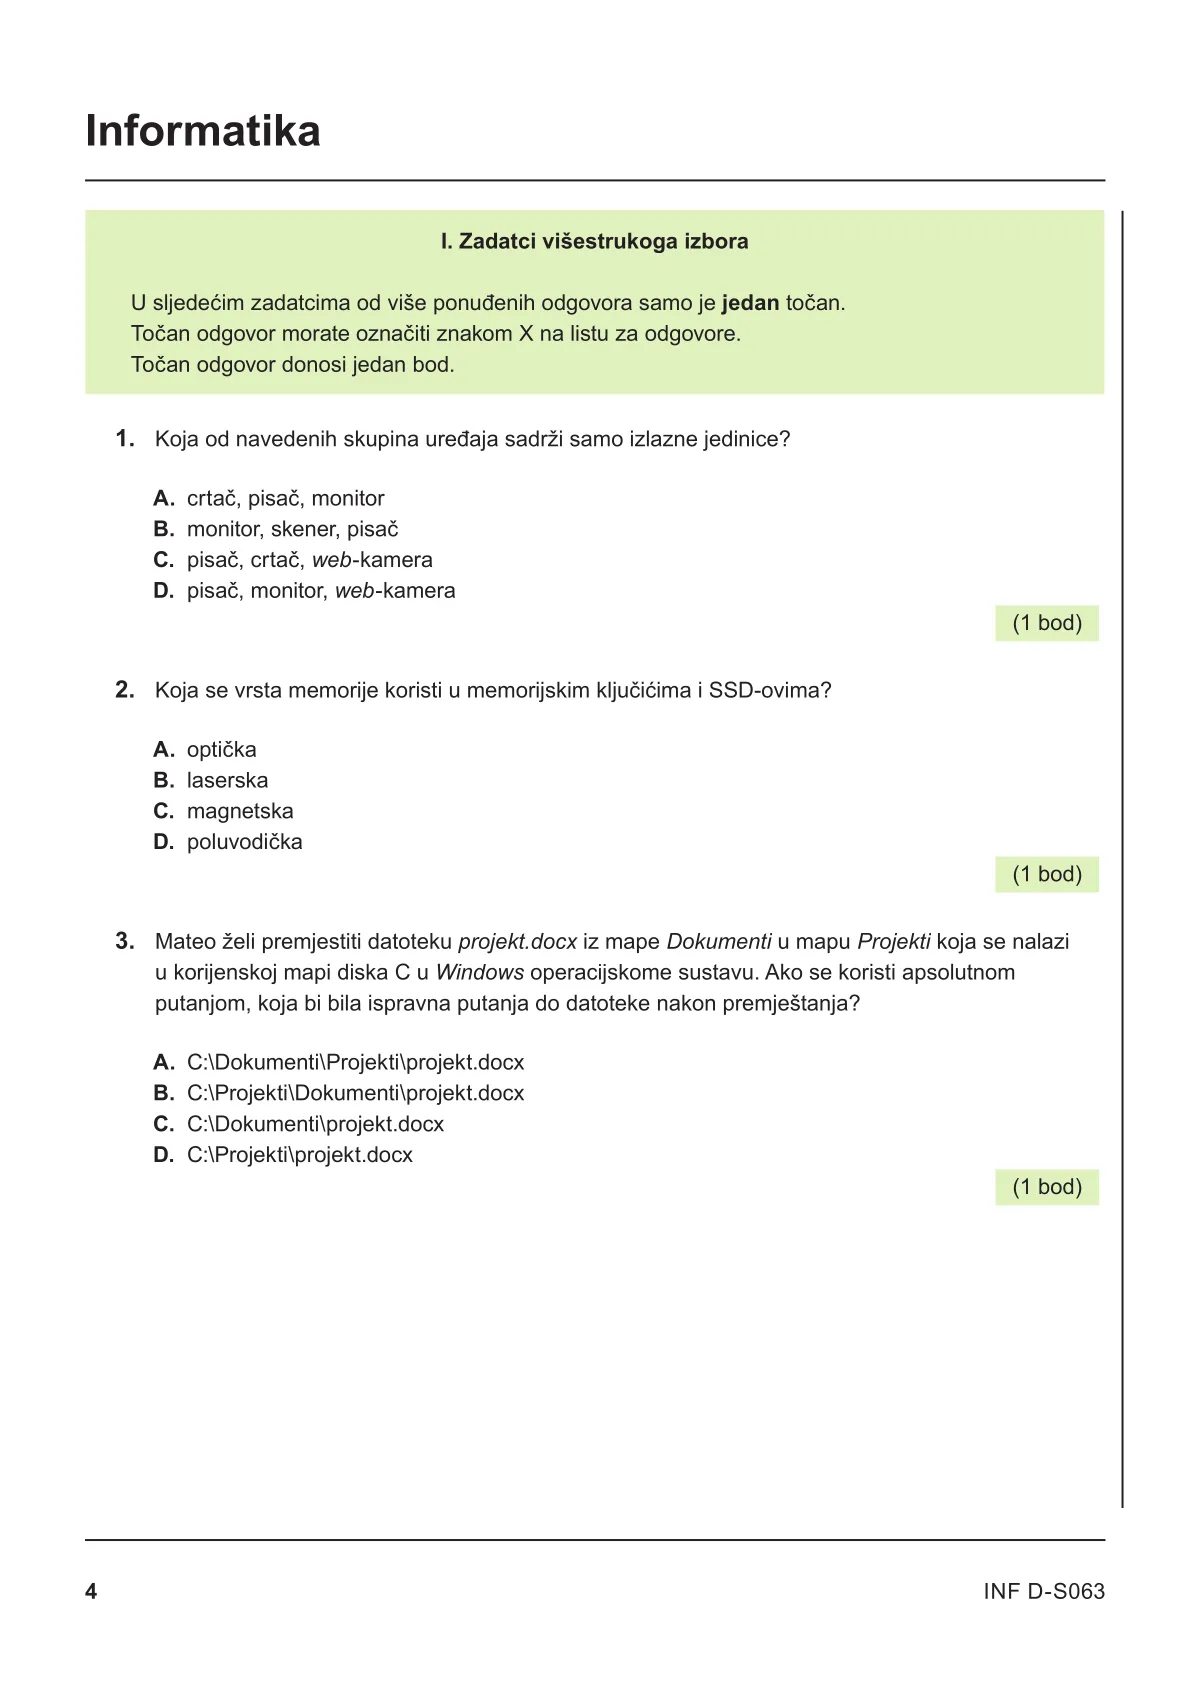 Informatika
I. Zadatci višestrukoga izbora
U sljedećim zadatcima od više ponuđenih odgovora samo je jedan točan.
Točan odgovor morate označiti znakom X na listu za odgovore.
Točan odgovor donosi jedan bod.
1. Koja od navedenih skupina uređaja sadrži samo izlazne jedinice?
A. crtač, pisač, monitor
B. monitor, skener, pisač
C. pisač, crtač, web-kamera
D. pisač, monitor, web-kamera
(1 bod)
2. Koja se vrsta memorije koristi u memorijskim ključićima i SSD-ovima?
A. optička
B. laserska
C. magnetska
D. poluvodička
(1 bod)
3. Mateo želi premjestiti datoteku projekt.docx iz mape Dokumenti u mapu Projekti koja se nalazi
u korijenskoj mapi diska C u Windows operacijskome sustavu. Ako se koristi apsolutnom
putanjom, koja bi bila ispravna putanja do datoteke nakon premještanja?
A. C:\Dokumenti\Projekti\projekt.docx
B. C:\Projekti\Dokumenti\projekt.docx
C. C:\Dokumenti\projekt.docx
D. C:\Projekti\projekt.docx
(1 bod)
4
INF D-S063